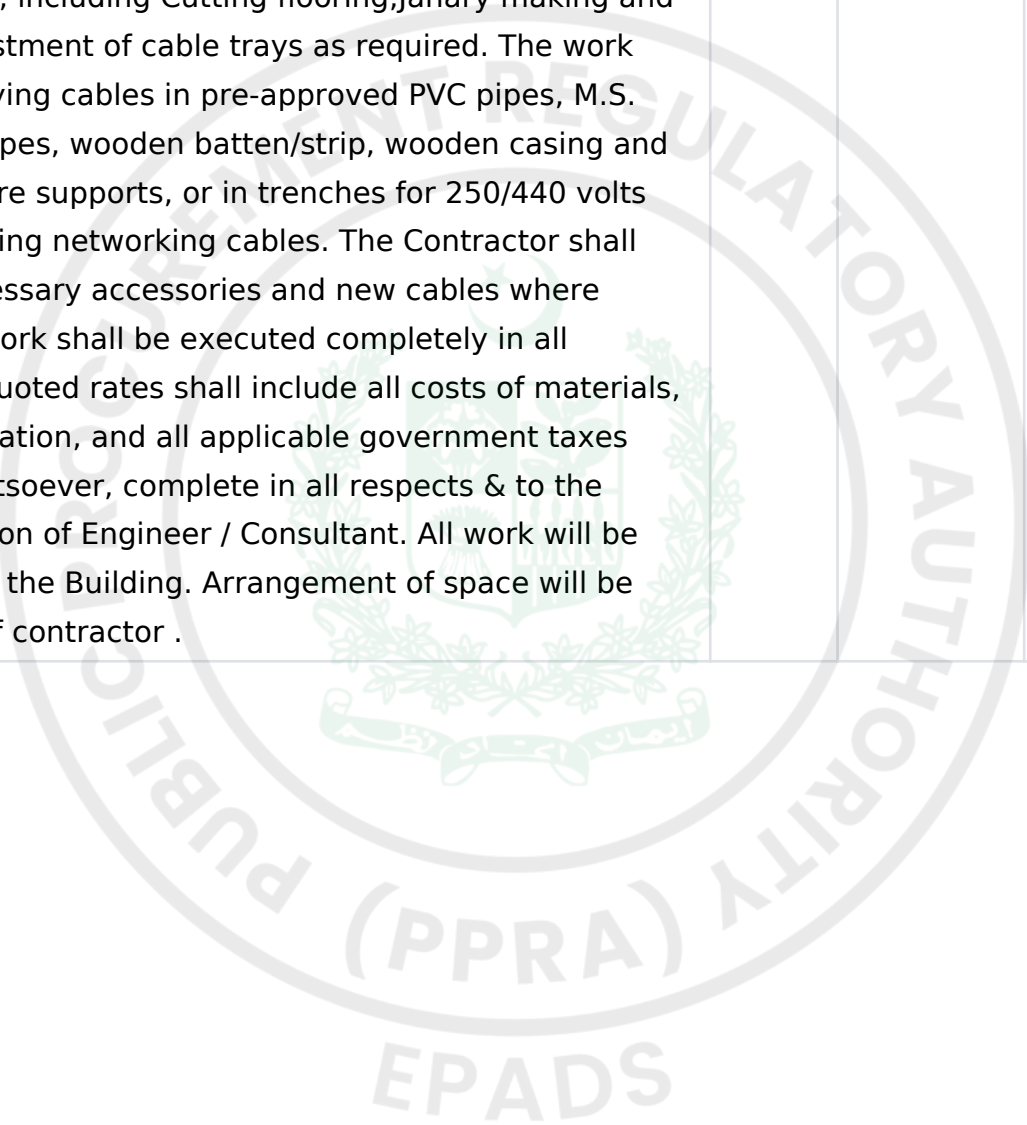 , including Cutting flooring,Janary making and
stment of cable trays as required. The work
ying cables in pre-approved PVC pipes, M.S.
pes, wooden batten/strip, wooden casing and
re supports, or in trenches for 250/440 volts
ing networking cables. The Contractor shall
essary accessories and new cables where
ork shall be executed completely in all
uoted rates shall include all costs of materials,
ation, and all applicable government taxes
tsoever, complete in all respects & to the
on of Engineer / Consultant. All work will be
the Building. Arrangement of space will be
f contractor .
PUBLIC PROCUREMENT REGULATORY AUTHORITY
(PPRA)
EPADS